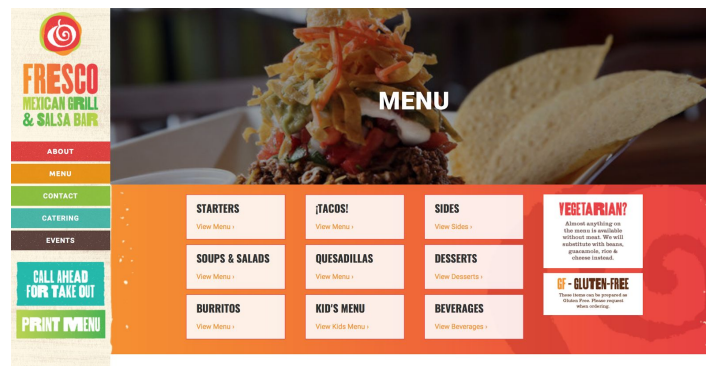 FRESCO
MEXICAN GRILL
& SALSA BAR
ABOUT
MENU
CONTACT
CATERING
EVENTS
CALL AHEAD
FOR TAKE OUT
PRINT MENU
MENU
STARTERS
View Menu ›
¡TACOS!
View Menu ›
SIDES
View Sides ›
SOUPS & SALADS
View Menu ›
QUESADILLAS
View Menu ›
DESSERTS
View Desserts ›
BURRITOS
View Menu ›
KID'S MENU
View Kids Menu ›
BEVERAGES
View Beverages ›
VEGETARIAN?
Almost anything on
the menu is available
without meat. We will
substitute with beans,
guacamole, rice &
cheese instead.
GF - GLUTEN-FREE
These items can be prepared as
Gluten Free. Please request
when ordering.